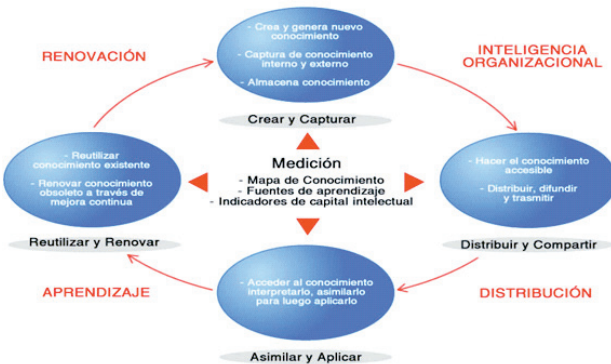 RENOVACIÓN
- Crea y genera nuevo
conocimiento
- Captura de conocimiento
interno y externo
- Almacena conocimiento
Crear y Capturar
INTELIGENCIA
ORGANIZACIONAL
- Reutilizar
conocimiento existente
- Renovar conocimiento
obsoleto a través de
mejora continua
Reutilizar y Renovar
Medición
- Mapa de Conocimiento
- Fuentes de aprendizaje
- Indicadores de capital intelectual
- Hacer el conocimiento
accesible
- Distribuir, difundir
y trasmitir
Distribuir y Compartir
APRENDIZAJE
- Acceder al conocimiento
interpretarlo, asimilarlo
para luego aplicarlo
Asimilar y Aplicar
DISTRIBUCIÓN